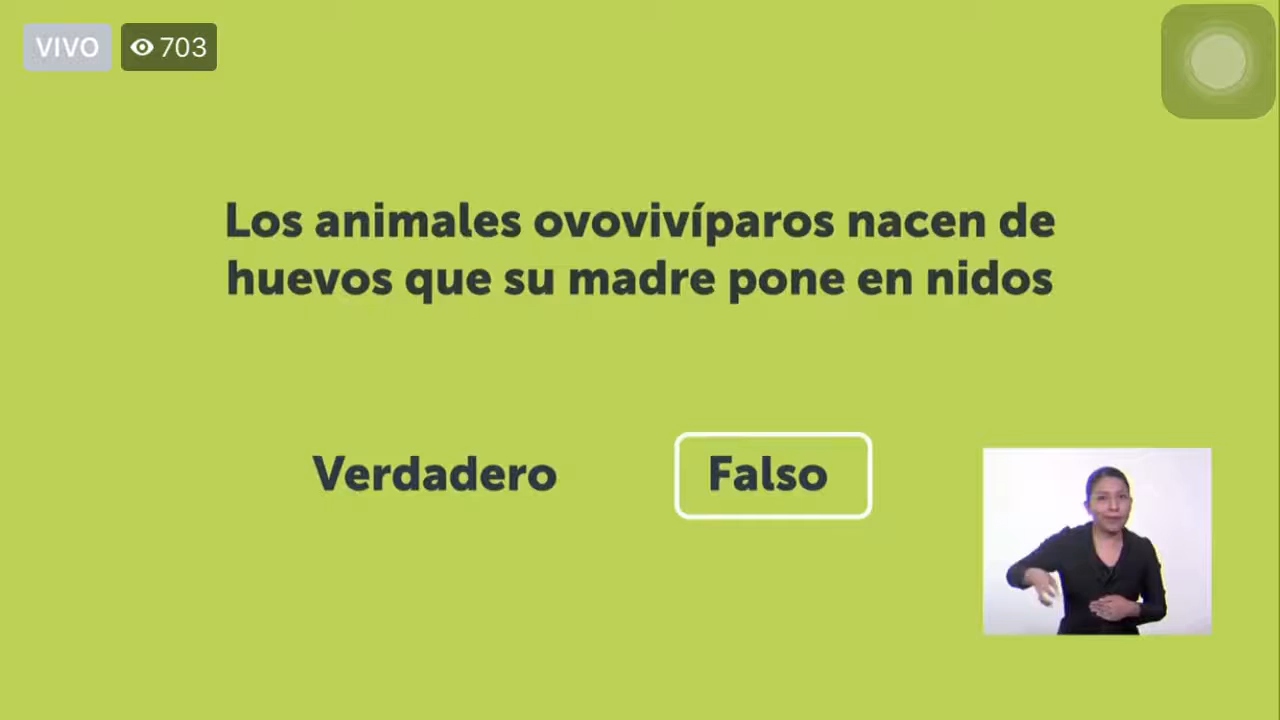 VIVO 703
Los animales ovovivíparos nacen de
huevos que su madre pone en nidos
Verdadero Falso